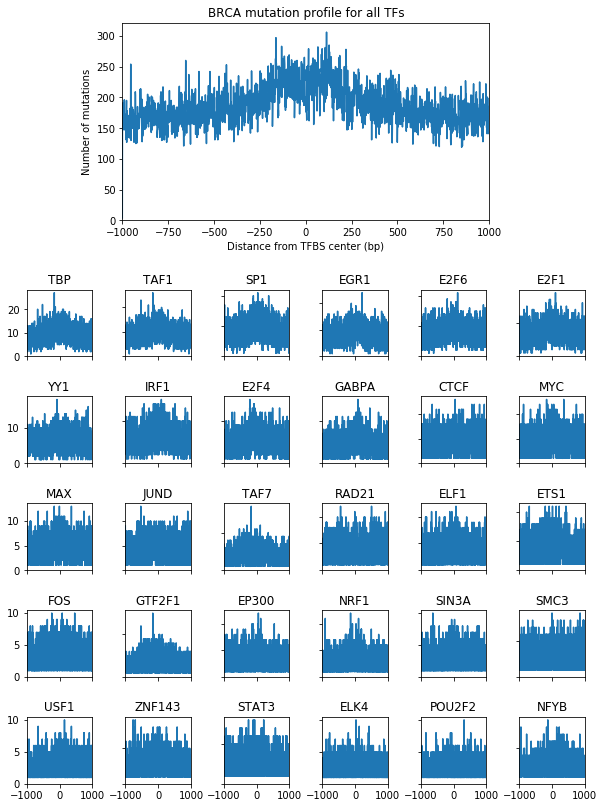 BRCA mutation profile for all TFs
300
250
200
150
100
50
0
Number of mutations
−1000 −750 −500 −250 0 250 500 750 1000
Distance from TFBS center (bp)
TBP TAF1 SP1 EGR1 E2F6 E2F1
20
10
0
YY1 IRF1 E2F4 GABPA CTCF MYC
10
0
MAX JUND TAF7 RAD21 ELF1 ETS1
10
5
0
FOS GTF2F1 EP300 NRF1 SIN3A SMC3
10
5
0
USF1 ZNF143 STAT3 ELK4 POU2F2 NFYB
10
5
0
−1000 0 1000 −1000 0 1000 −1000 0 1000 −1000 0 1000 −1000 0 1000 −1000 0 1000